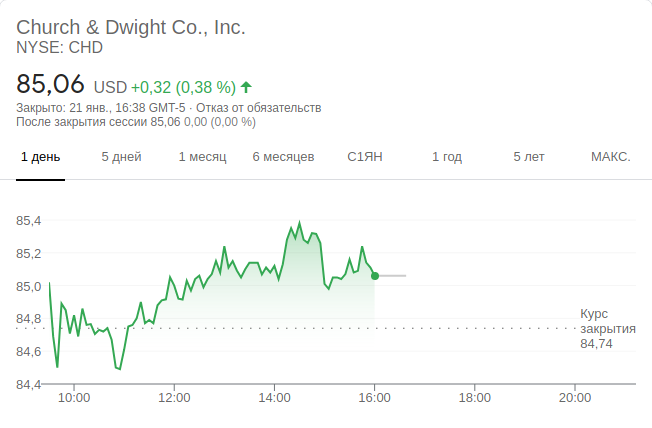 Church & Dwight Co., Inc.
NYSE: CHD
85,06 USD +0,32 (0,38 %)
Закрыто: 21 янв., 16:38 GMT-5 · Отказ от обязательств
После закрытия сессии 85,06 0,00 (0,00 %)
1 день 5 дней 1 месяц 6 месяцев С1ЯН 1 год 5 лет МАКС.
85,4
85,2
85,0
84,8
84,6
84,4
Курс
закрытия
84,74
10:00 12:00 14:00 16:00 18:00 20:00